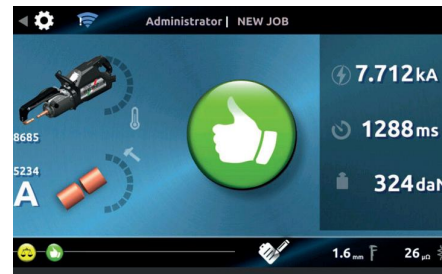 Administrator | NEW JOB
7.712 kA
8685
1288 ms
5234
A
324 daN
1.6 mm 26 µΩ